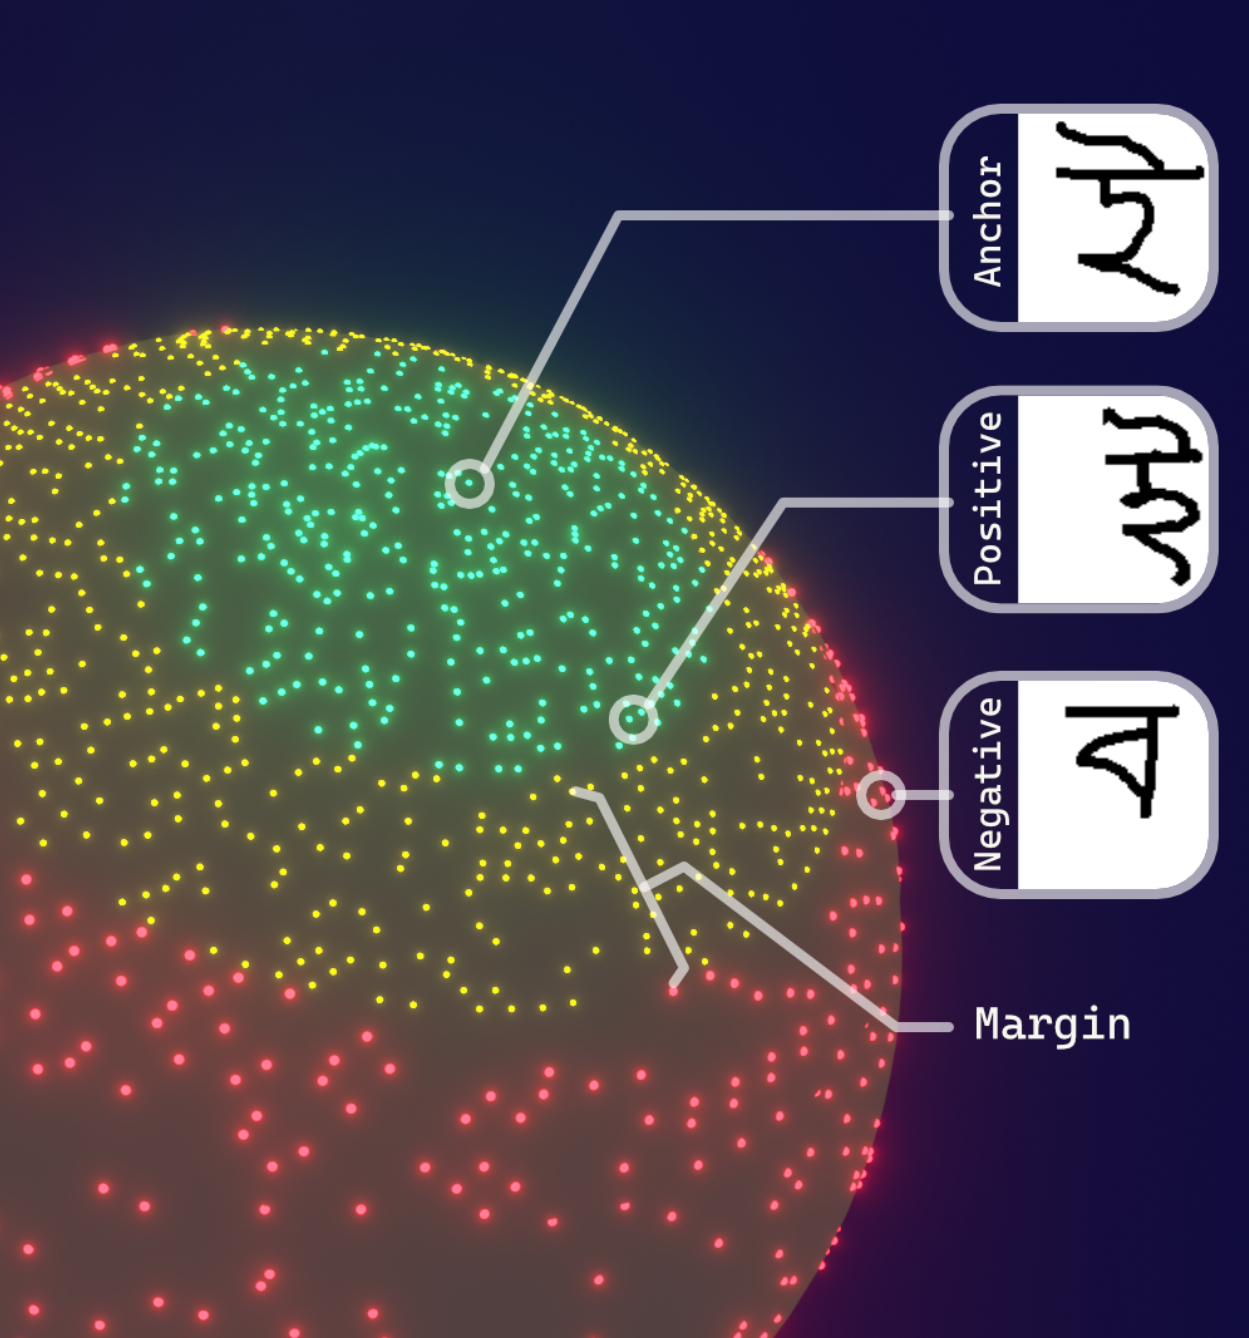 Anchor
ই
Positive
ই
Negative
ব
Margin